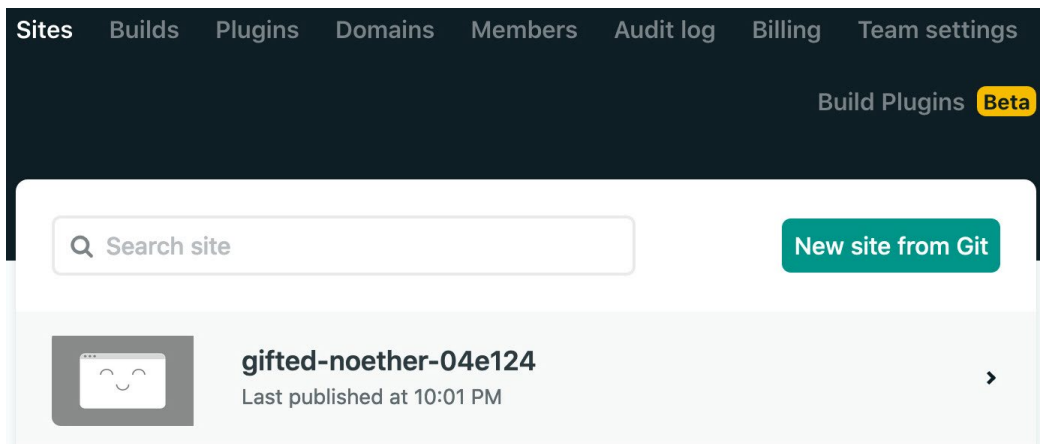 Sites Builds Plugins Domains Members Audit log Billing Team settings
Build Plugins Beta
Search site
New site from Git
gifted-noether-04e124
Last published at 10:01 PM